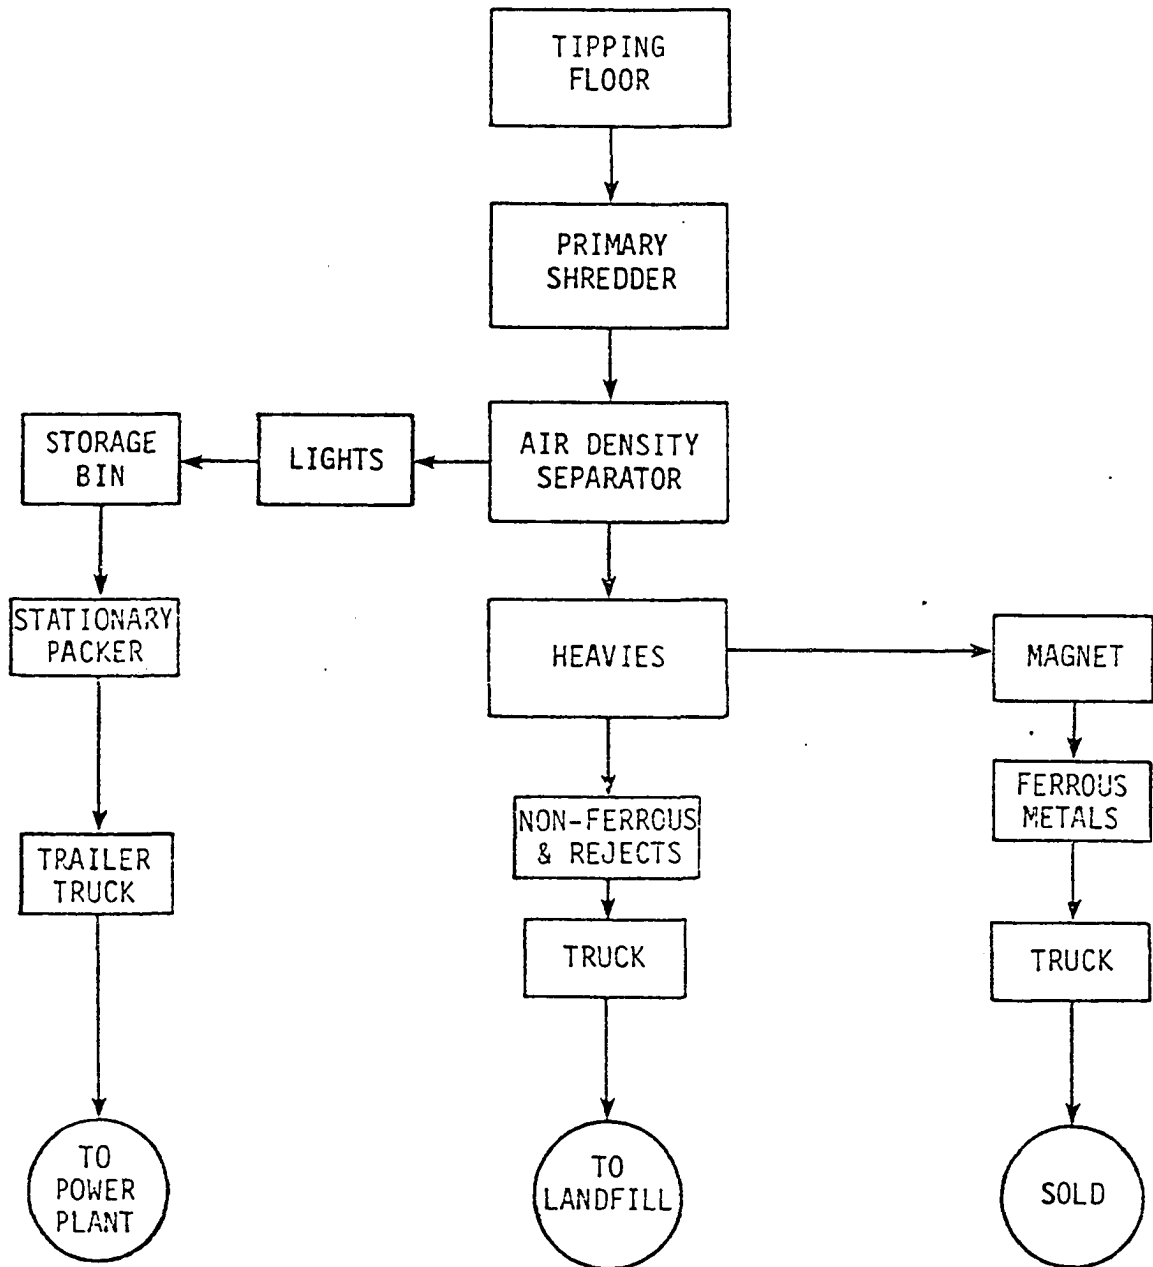 TIPPING
FLOOR
PRIMARY
SHREDDER
AIR DENSITY
SEPARATOR
LIGHTS
STORAGE
BIN
STATIONARY
PACKER
TRAILER
TRUCK
TO
POWER
PLANT
HEAVIES
NON-FERROUS
& REJECTS
TRUCK
TO
LANDFILL
MAGNET
FERROUS
METALS
TRUCK
SOLD